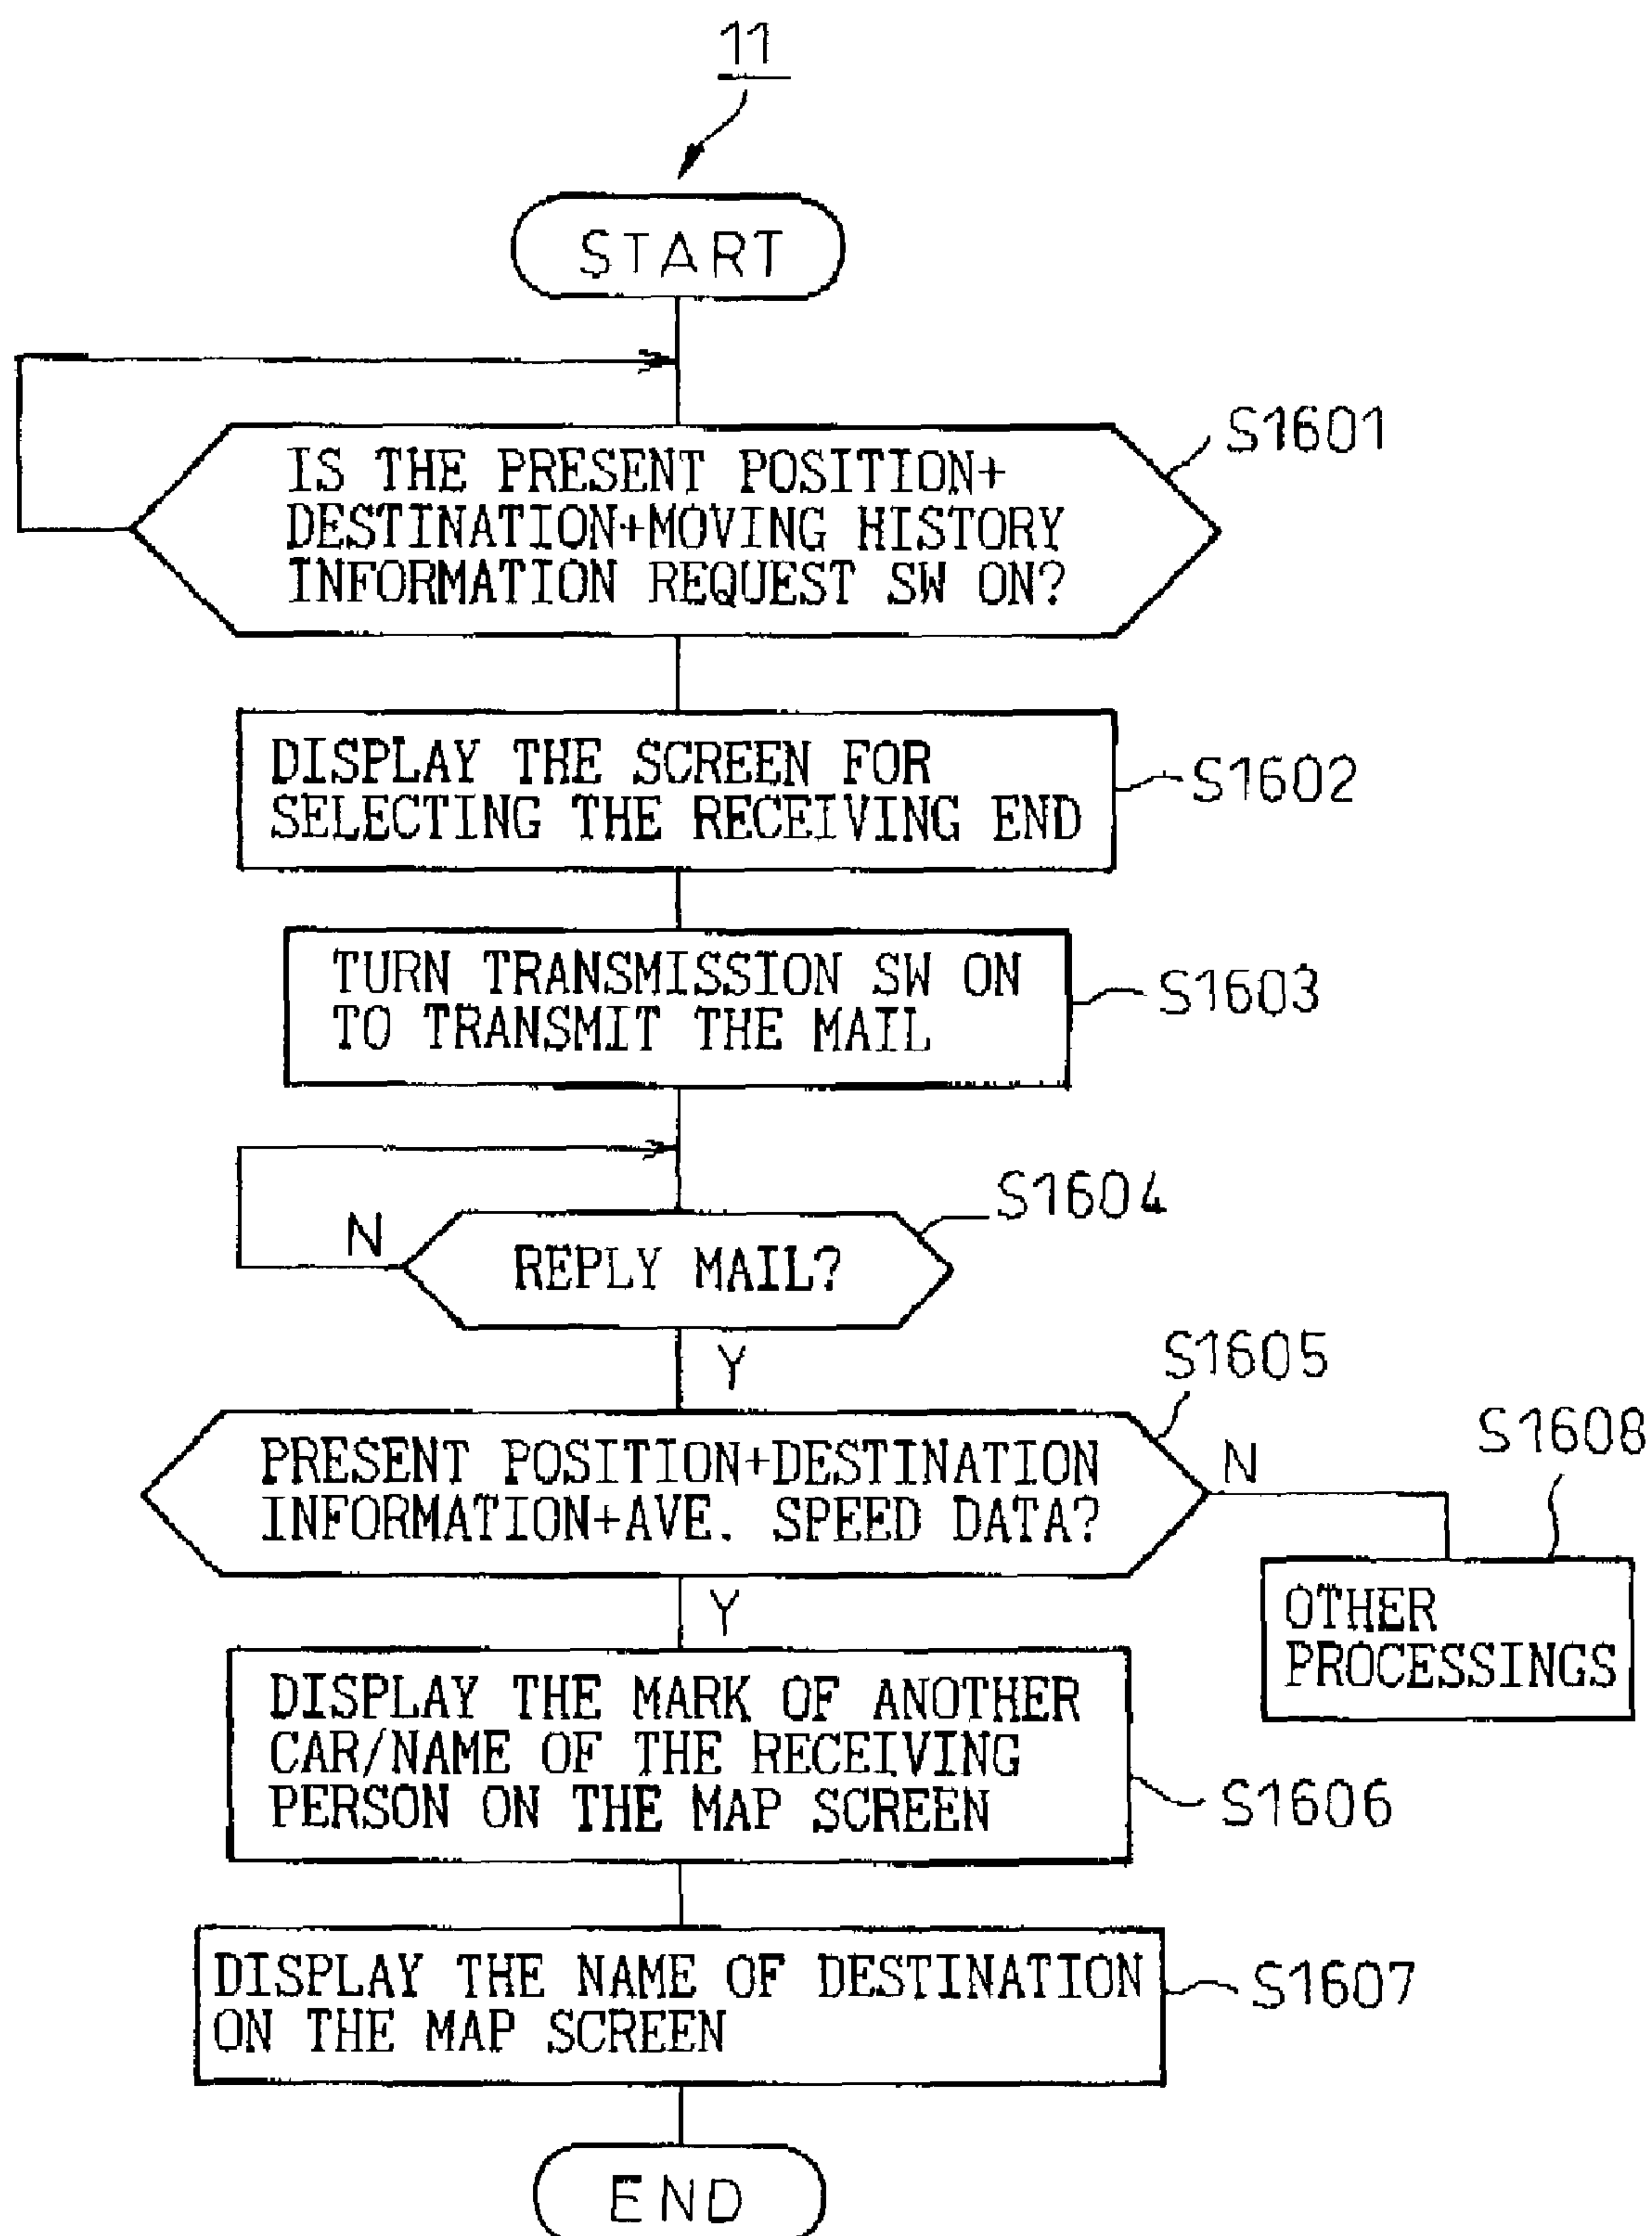 11
START
IS THE PRESENT POSITION+
DESTINATION+MOVING HISTORY
INFORMATION REQUEST SW ON?
S1601
DISPLAY THE SCREEN FOR
SELECTING THE RECEIVING END
S1602
TURN TRANSMISSION SW ON
TO TRANSMIT THE MAIL
S1603
REPLY MAIL?
S1604
N
Y
PRESENT POSITION+DESTINATION
INFORMATION+AVE. SPEED DATA?
S1605
N
S1608
OTHER
PROCESSINGS
Y
DISPLAY THE MARK OF ANOTHER
CAR/NAME OF THE RECEIVING
PERSON ON THE MAP SCREEN
S1606
DISPLAY THE NAME OF DESTINATION
ON THE MAP SCREEN
S1607
END